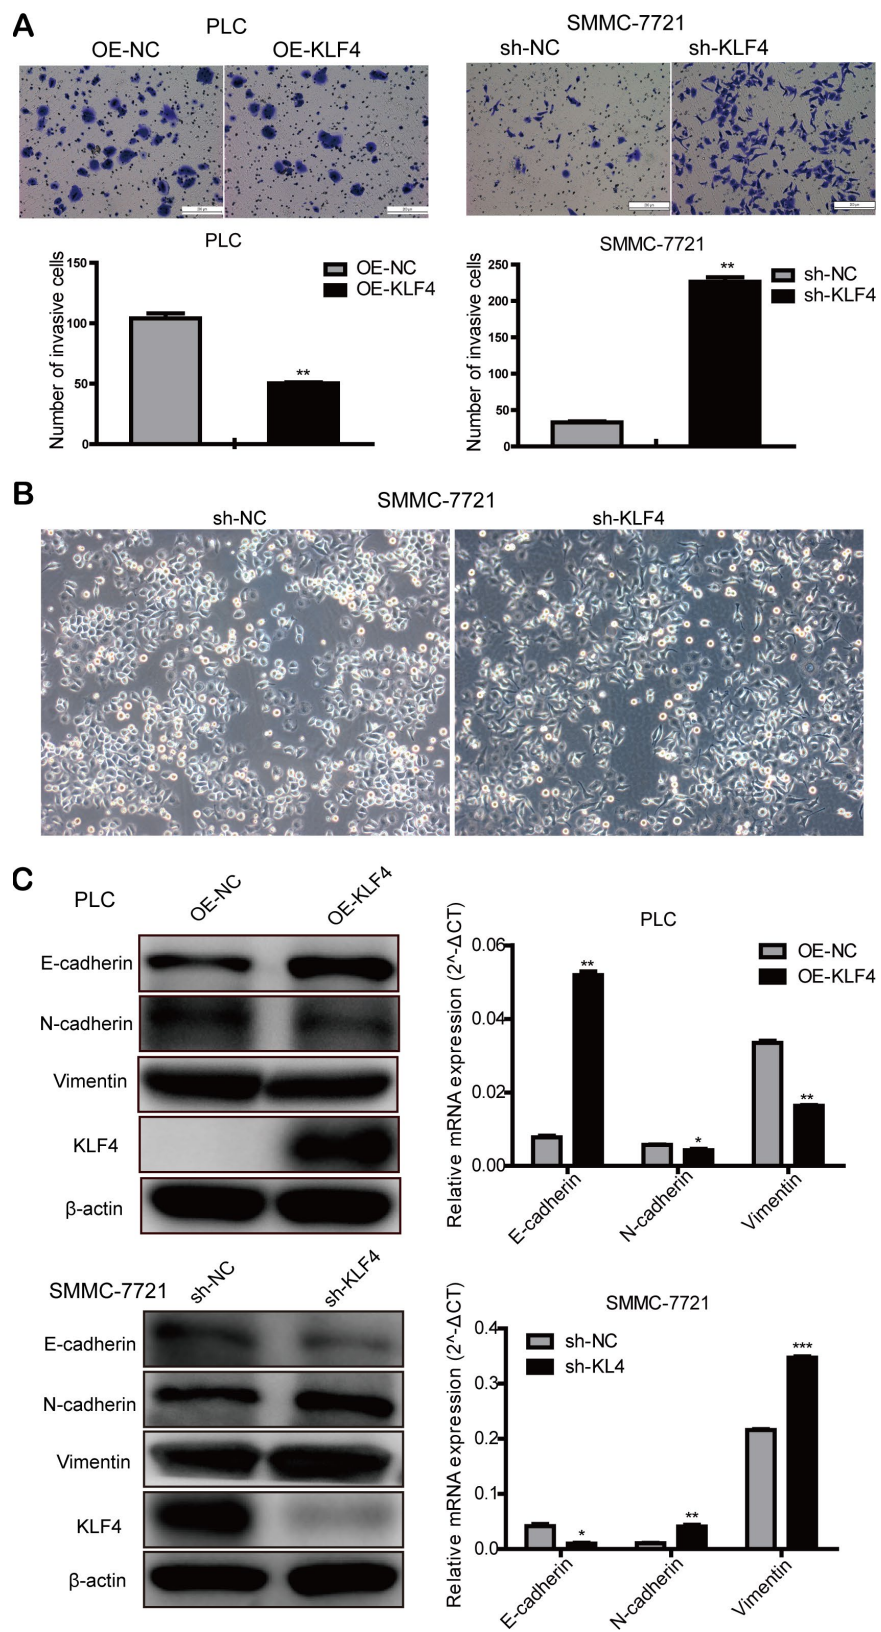 A
PLC
OE-NC OE-KLF4
SMMC-7721
sh-NC sh-KLF4
PLC
Number of invasive cells
150
100
50
0
**
OE-NC
OE-KLF4
SMMC-7721
Number of invasive cells
250
200
150
100
50
0
**
sh-NC
sh-KLF4
B
SMMC-7721
sh-NC sh-KLF4
C
PLC
OE-NC
OE-KLF4
E-cadherin
N-cadherin
Vimentin
KLF4
β-actin
PLC
Relative mRNA expression (2^-ΔCT)
0.06
0.04
0.02
0.00
**
*
**
OE-NC
OE-KLF4
E-cadherin
N-cadherin
Vimentin
SMMC-7721
sh-NC
sh-KLF4
E-cadherin
N-cadherin
Vimentin
KLF4
β-actin
SMMC-7721
Relative mRNA expression (2^-ΔCT)
0.4
0.3
0.2
0.1
0.0
sh-NC
sh-KL4
*
**
***
E-cadherin
N-cadherin
Vimentin